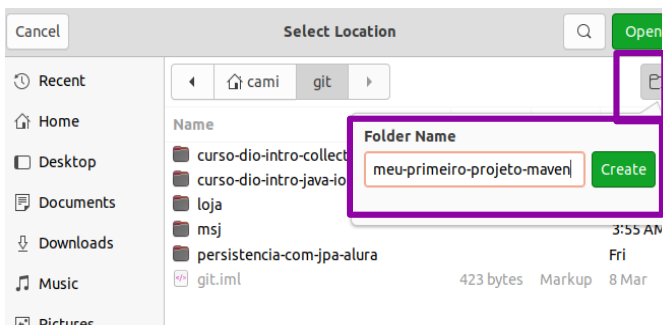 Cancel Select Location Open
Recent
cami git
Home
Name
Folder Name
Desktop
curso-dio-intro-collect
meu-primeiro-projeto-maven Create
curso-dio-intro-java-io
Documents
loja
msj 3:55 AM
Downloads
persistencia-com-jpa-alura Fri
Music
git.iml 423 bytes Markup 8 Mar
Pictures